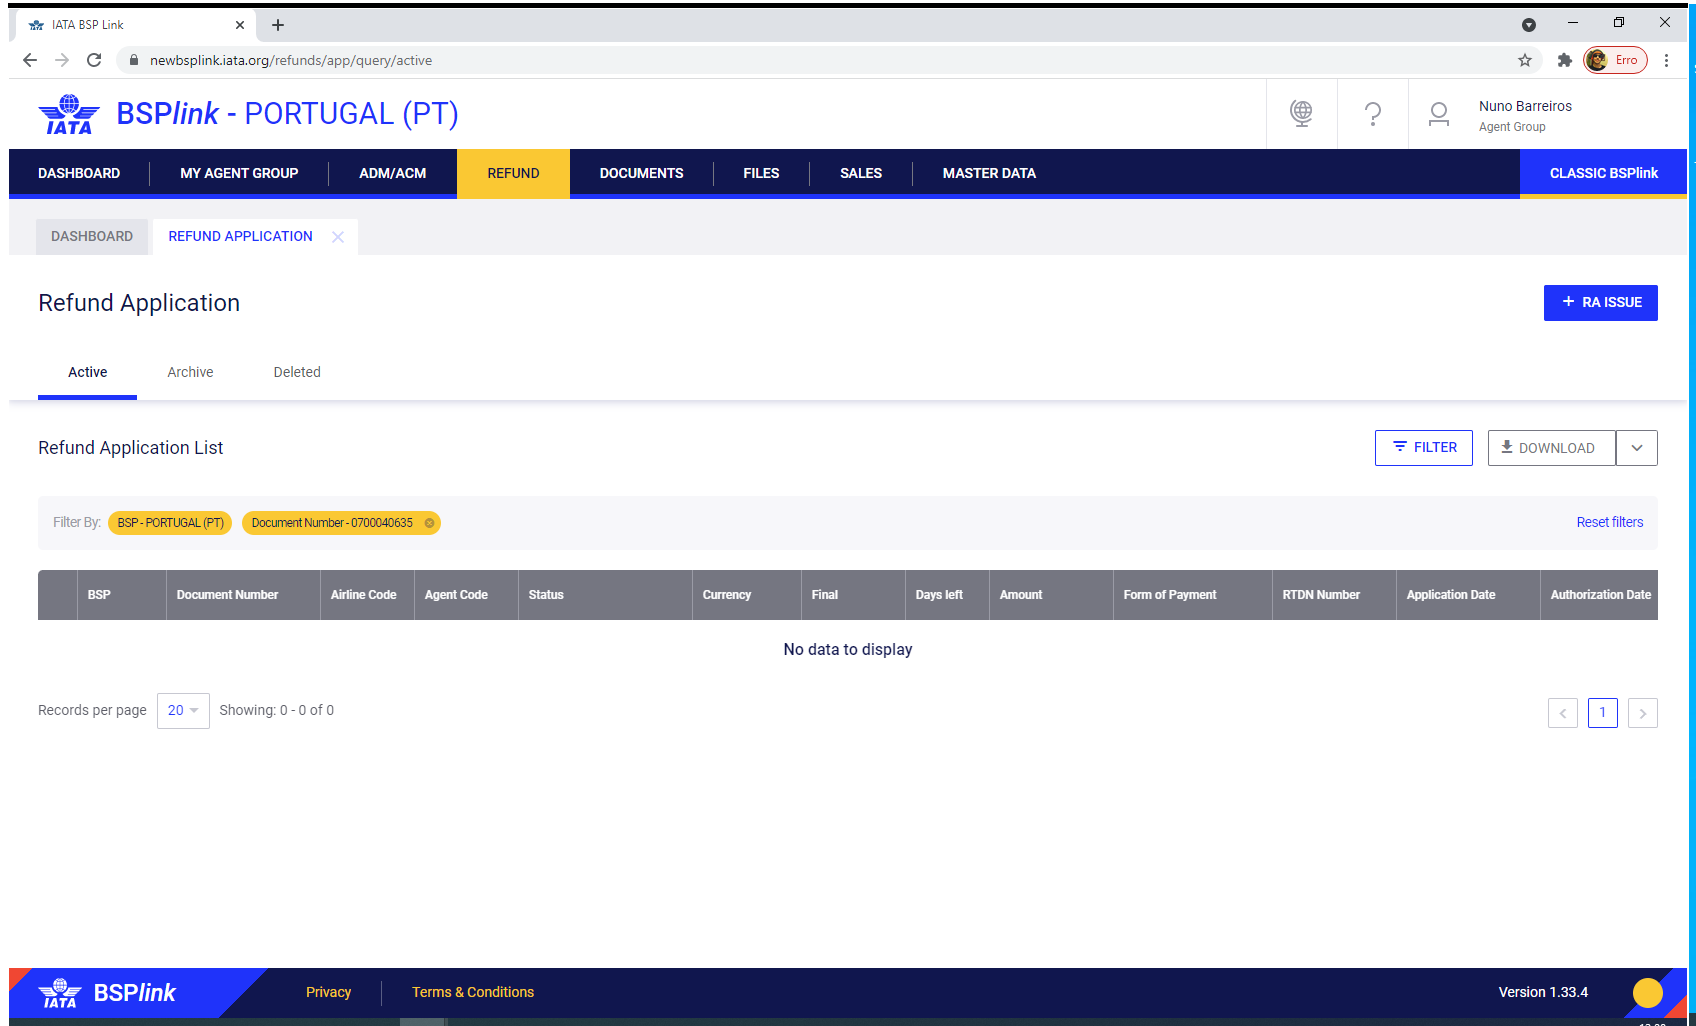 IATA BSP Link
newbsplink.iata.org/refunds/app/query/active
Erro
IATA
BSPlink - PORTUGAL (PT)
Nuno Barreiros
Agent Group
DASHBOARD MY AGENT GROUP ADM/ACM REFUND DOCUMENTS FILES SALES MASTER DATA CLASSIC BSPlink
DASHBOARD REFUND APPLICATION
Refund Application
+ RA ISSUE
Active Archive Deleted
Refund Application List
FILTER DOWNLOAD
Filter By: BSP - PORTUGAL (PT) Document Number - 0700040635 Reset filters
BSP Document Number Airline Code Agent Code Status Currency Final Days left Amount Form of Payment RTDN Number Application Date Authorization Date
No data to display
Records per page 20 Showing: 0 - 0 of 0
1
IATA BSPlink Privacy Terms & Conditions Version 1.33.4